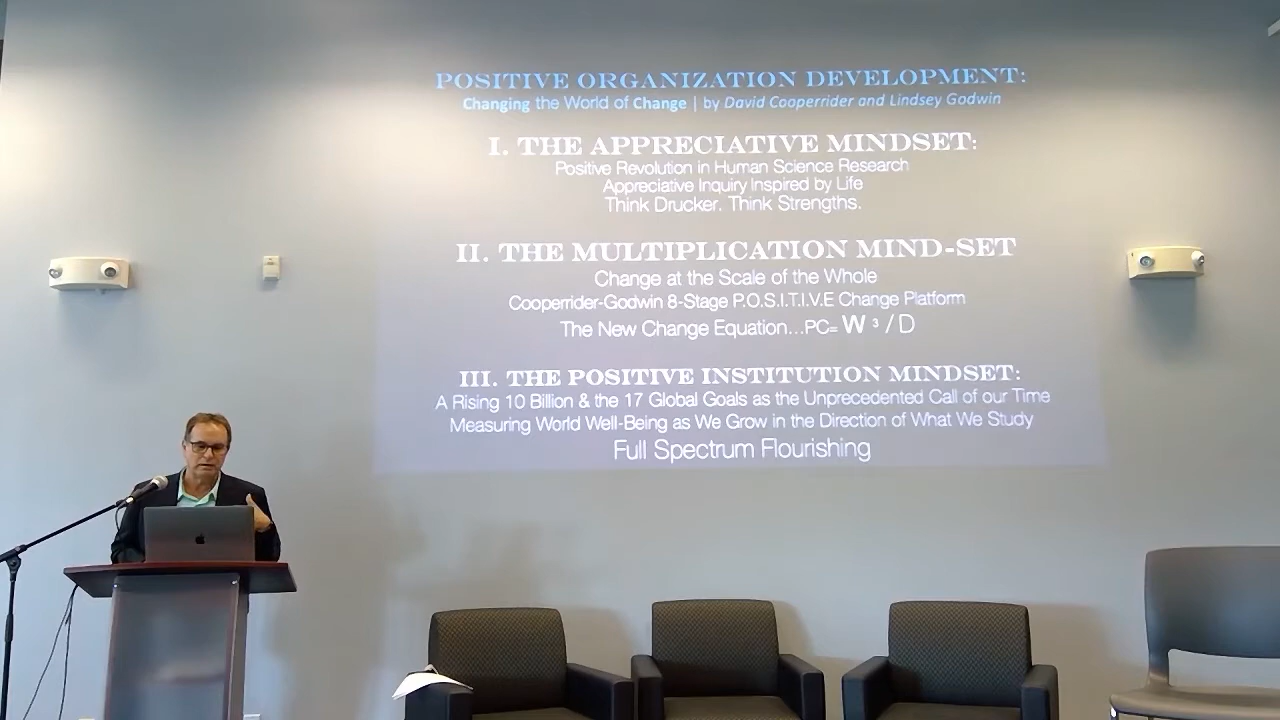 POSITIVE ORGANIZATION DEVELOPMENT:
Changing the World of Change | by David Cooperrider and Lindsey Godwin
I. THE APPRECIATIVE MINDSET:
Positive Revolution in Human Science Research
Appreciative Inquiry Inspired by Life
Think Drucker. Think Strengths.
II. THE MULTIPLICATION MIND-SET
Change at the Scale of the Whole
Cooperrider-Godwin 8-Stage P.O.S.I.T.I.V.E Change Platform
The New Change Equation...PC= W ³ / D
III. THE POSITIVE INSTITUTION MINDSET:
A Rising 10 Billion & the 17 Global Goals as the Unprecedented Call of our Time
Measuring World Well-Being as We Grow in the Direction of What We Study
Full Spectrum Flourishing